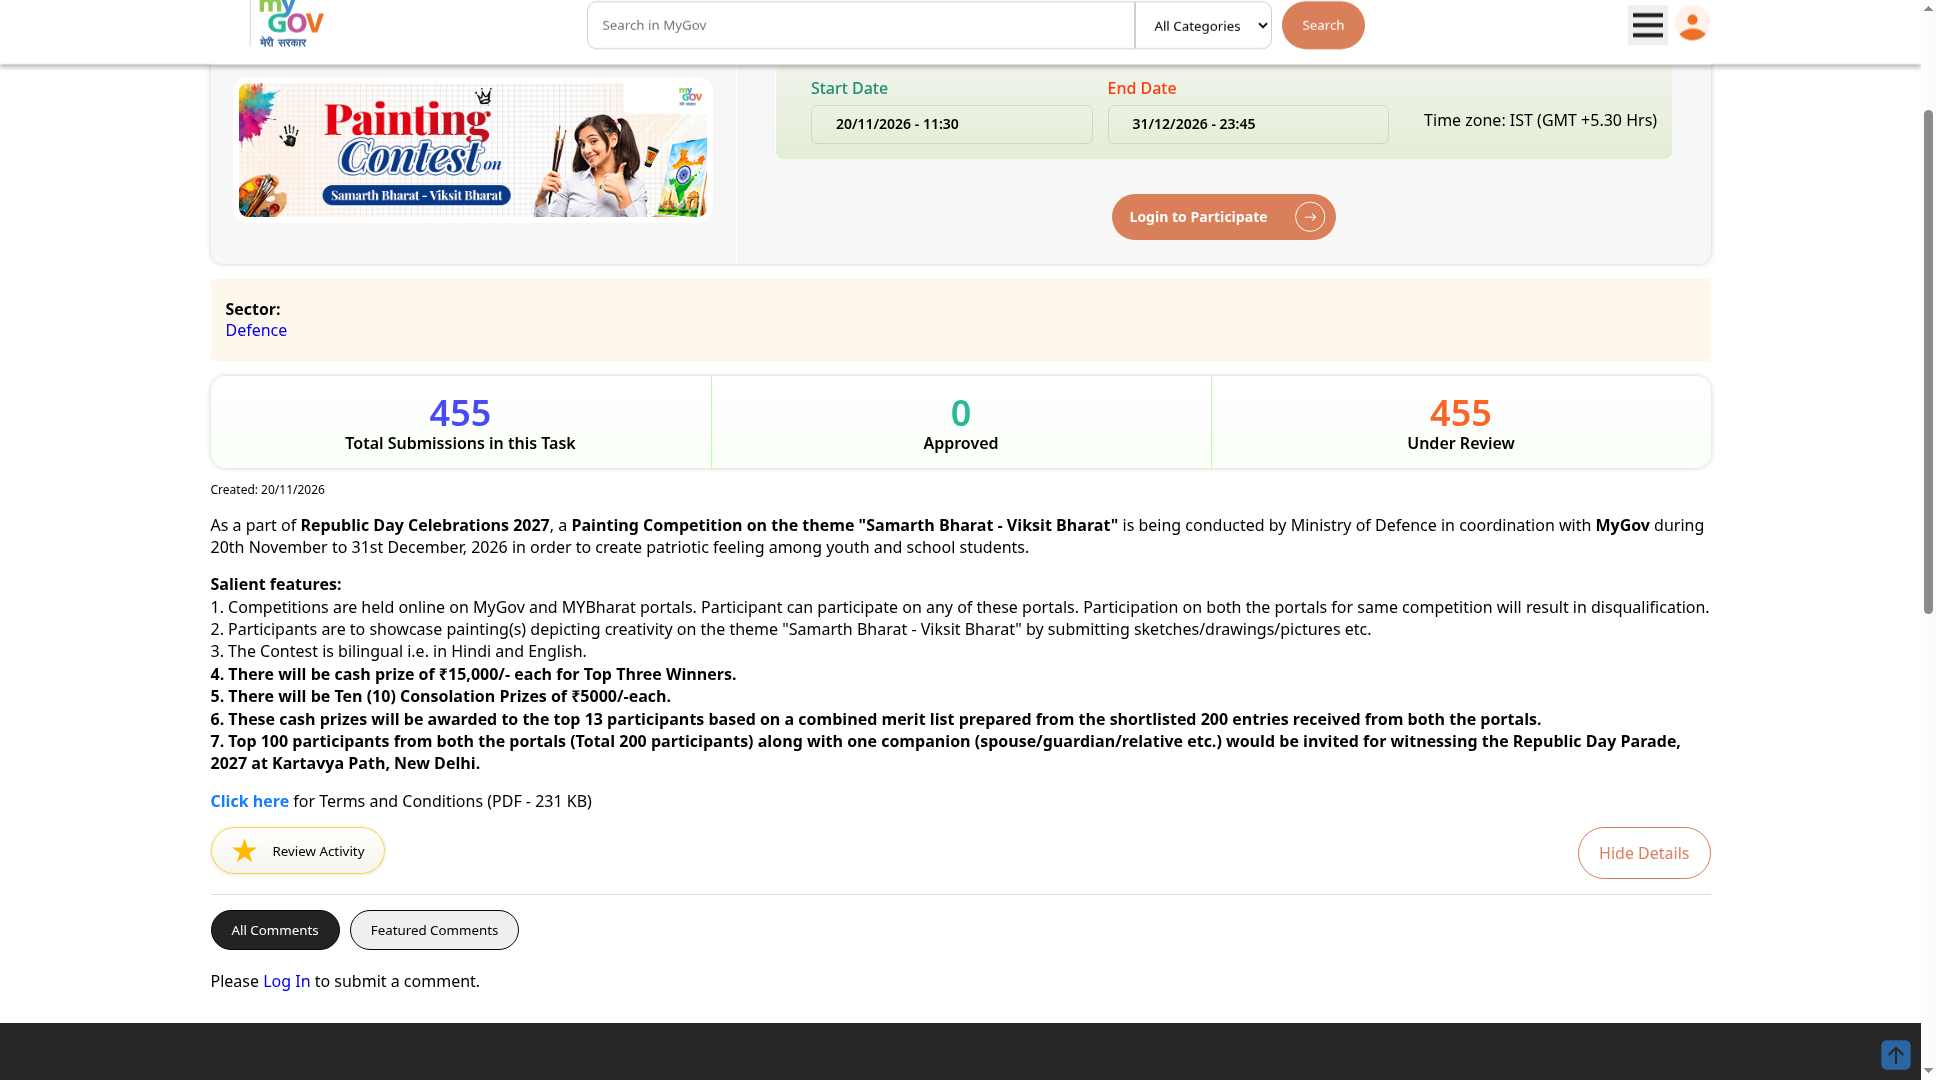 my
GOV
मेरी सरकार
Search in MyGov
All Categories
Search
my
GOV
मेरी सरकार
Painting
Contest on
Samarth Bharat - Viksit Bharat
Start Date
End Date
20/11/2026 - 11:30
31/12/2026 - 23:45
Time zone: IST (GMT +5.30 Hrs)
Login to Participate
Sector:
Defence
455
Total Submissions in this Task
0
Approved
455
Under Review
Created: 20/11/2026
As a part of Republic Day Celebrations 2027, a Painting Competition on the theme "Samarth Bharat - Viksit Bharat" is being conducted by Ministry of Defence in coordination with MyGov during
20th November to 31st December, 2026 in order to create patriotic feeling among youth and school students.
Salient features:
1. Competitions are held online on MyGov and MYBharat portals. Participant can participate on any of these portals. Participation on both the portals for same competition will result in disqualification.
2. Participants are to showcase painting(s) depicting creativity on the theme "Samarth Bharat - Viksit Bharat" by submitting sketches/drawings/pictures etc.
3. The Contest is bilingual i.e. in Hindi and English.
4. There will be cash prize of ₹15,000/- each for Top Three Winners.
5. There will be Ten (10) Consolation Prizes of ₹5000/-each.
6. These cash prizes will be awarded to the top 13 participants based on a combined merit list prepared from the shortlisted 200 entries received from both the portals.
7. Top 100 participants from both the portals (Total 200 participants) along with one companion (spouse/guardian/relative etc.) would be invited for witnessing the Republic Day Parade,
2027 at Kartavya Path, New Delhi.
Click here for Terms and Conditions (PDF - 231 KB)
Review Activity
Hide Details
All Comments
Featured Comments
Please Log In to submit a comment.